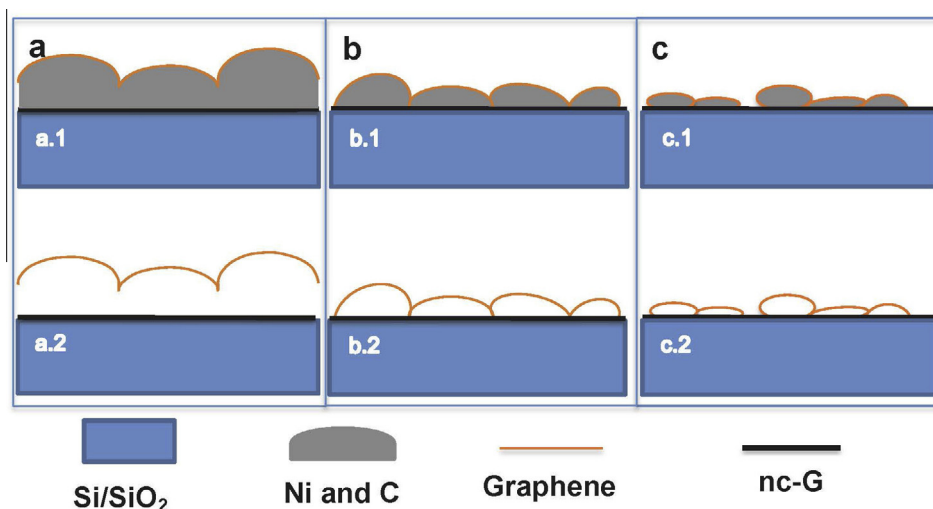 a
b
c
a.1
b.1
c.1
a.2
b.2
c.2
Si/SiO₂
Ni and C
Graphene
nc-G